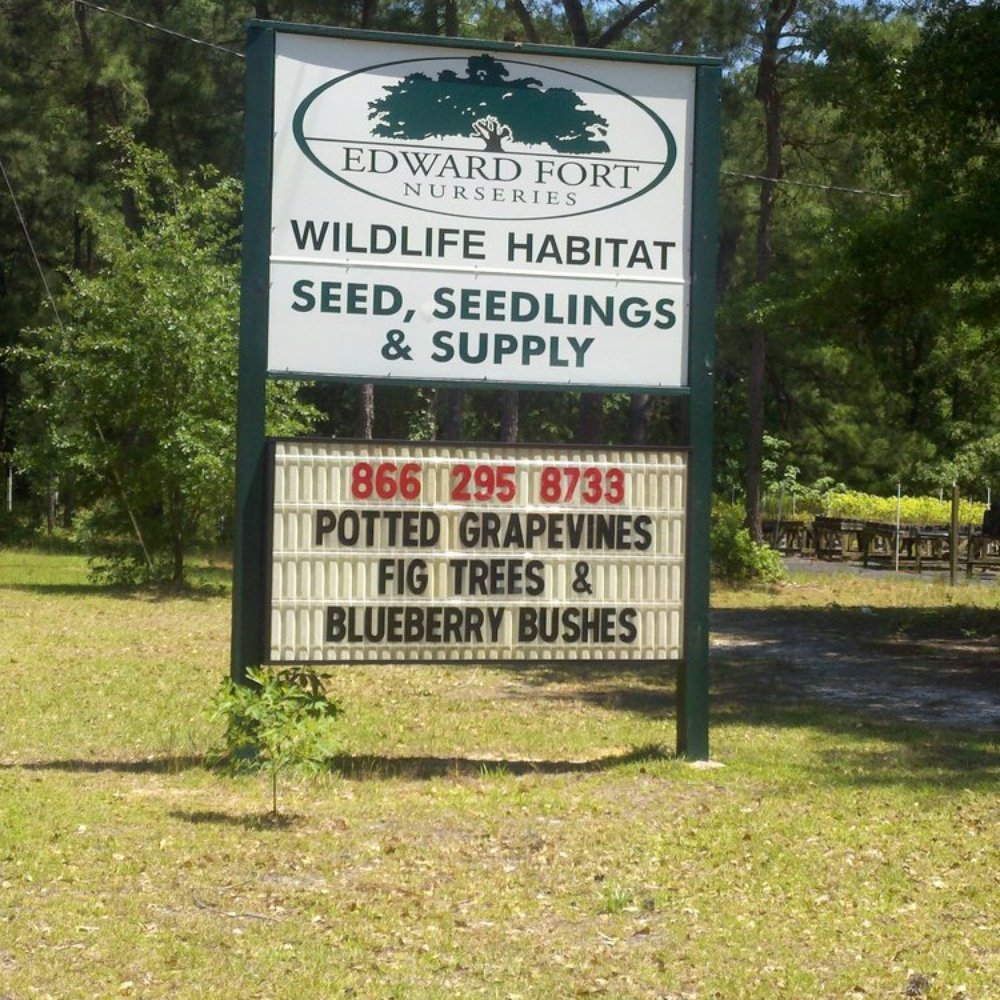 EDWARD FORT
NURSERIES
WILDLIFE HABITAT
SEED, SEEDLINGS
& SUPPLY
866 295 8733
POTTED GRAPEVINES
FIG TREES &
BLUEBERRY BUSHES